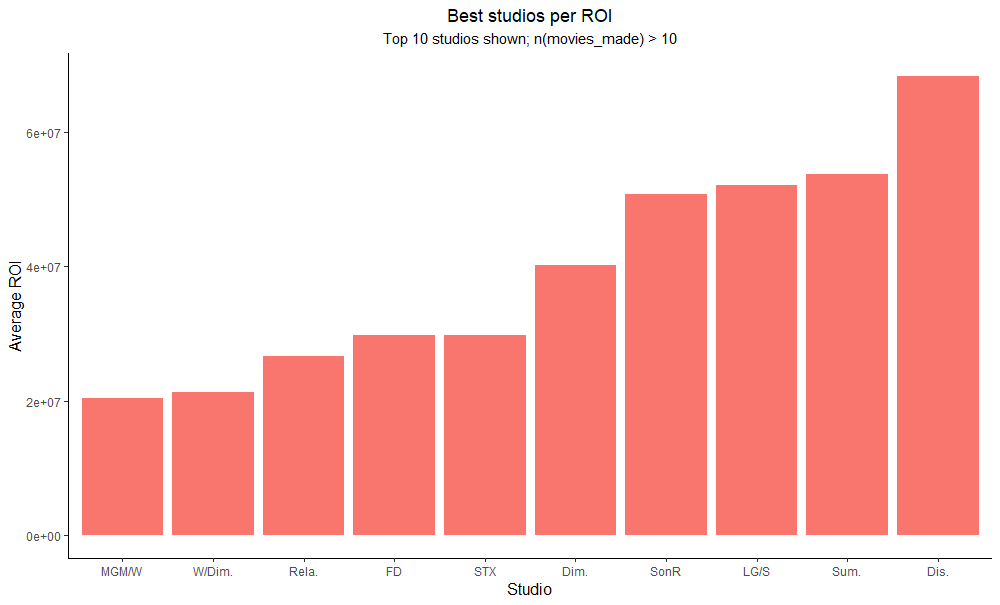 Best studios per ROI
Top 10 studios shown; n(movies_made) > 10
Average ROI
6e+07
4e+07
2e+07
0e+00
MGM/W W/Dim. Rela. FD STX Dim. SonR LG/S Sum. Dis.
Studio